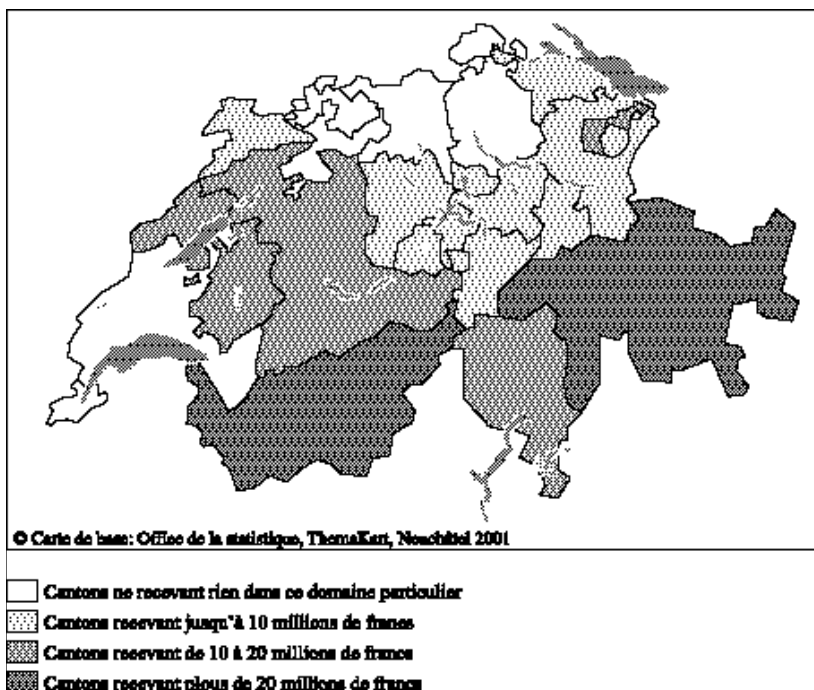 © Carte de base: Office de la statistique, ThemaKart, Neuchâtel 2001
Cantons ne recevant rien dans ce domaine particulier
Cantons recevant jusqu'à 10 millions de francs
Cantons recevant de 10 à 20 millions de francs
Cantons recevant plous de 20 millions de francs